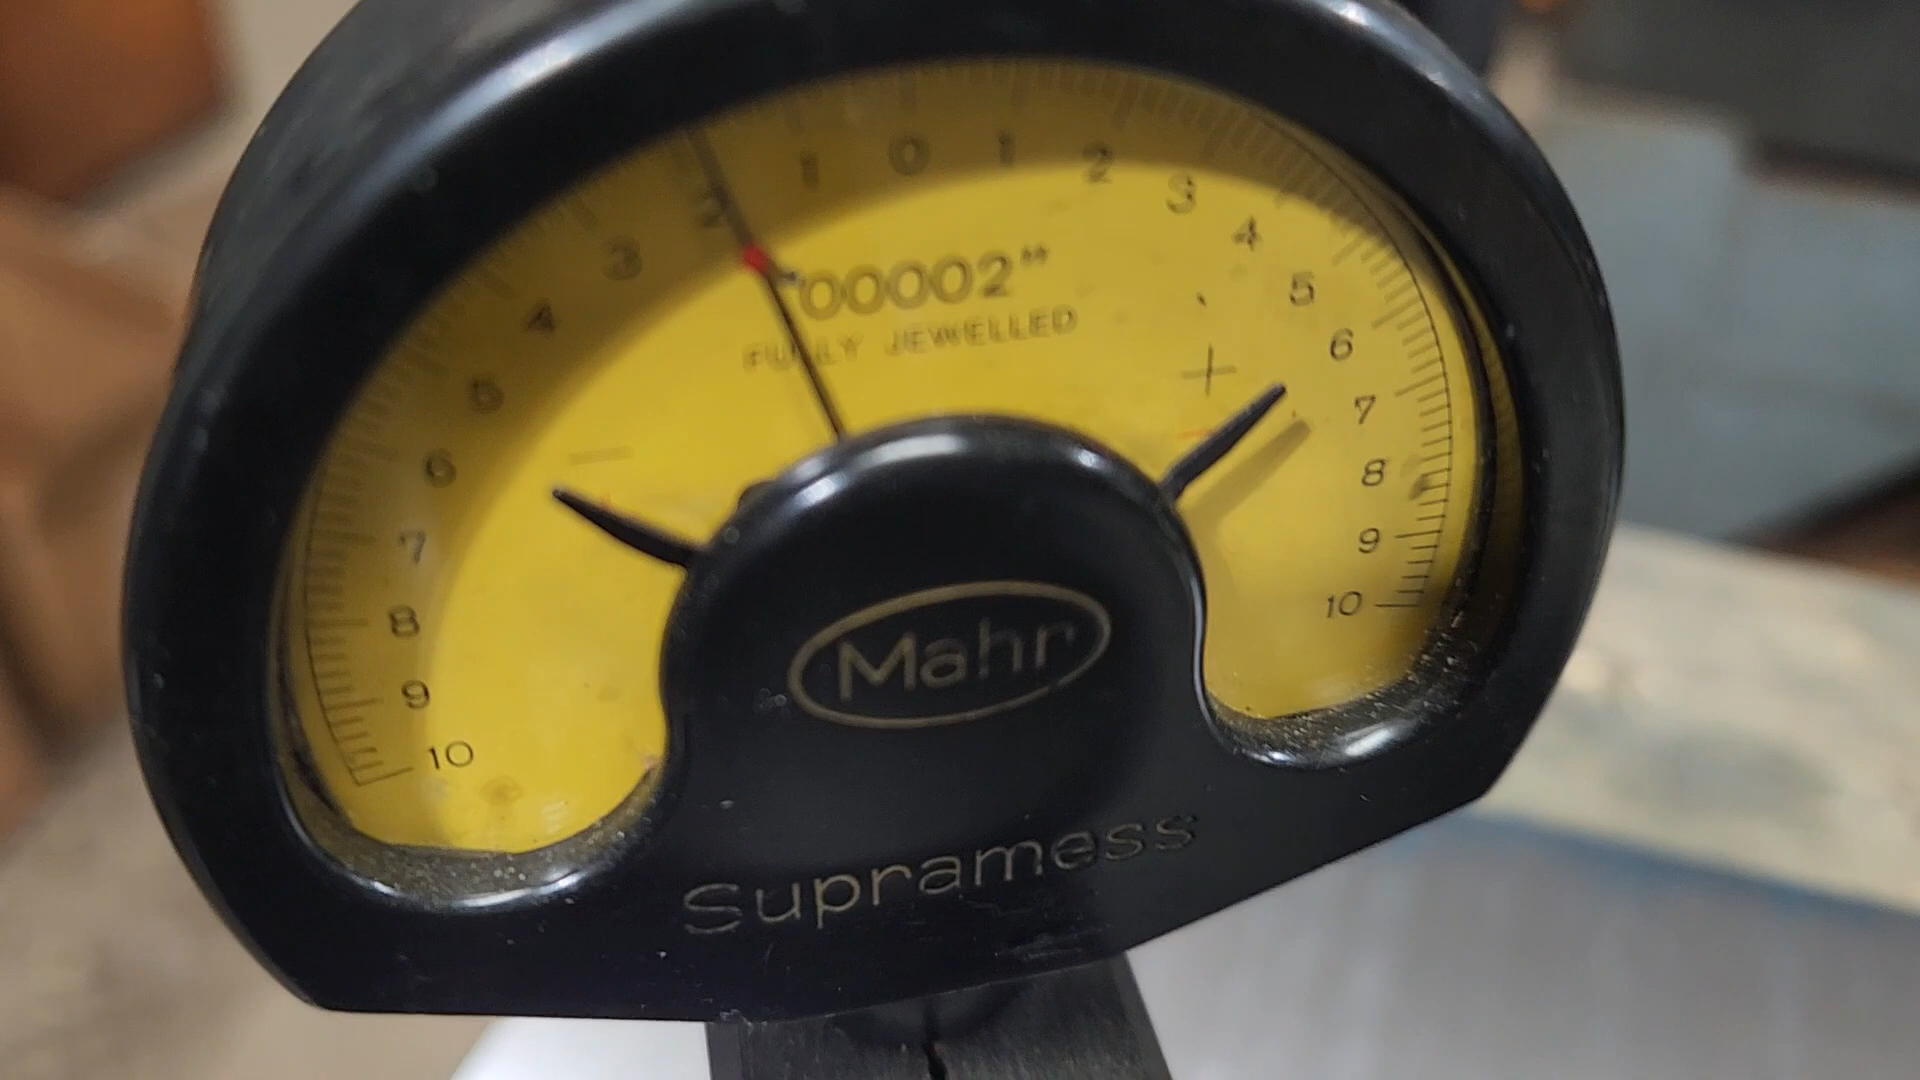 1 0 1 2
2 3
3 4
4 5
5 6
6 7
7 8
8 9
9 10
10
.00002"
FULLY JEWELLED
− +
Mahr
Supramess